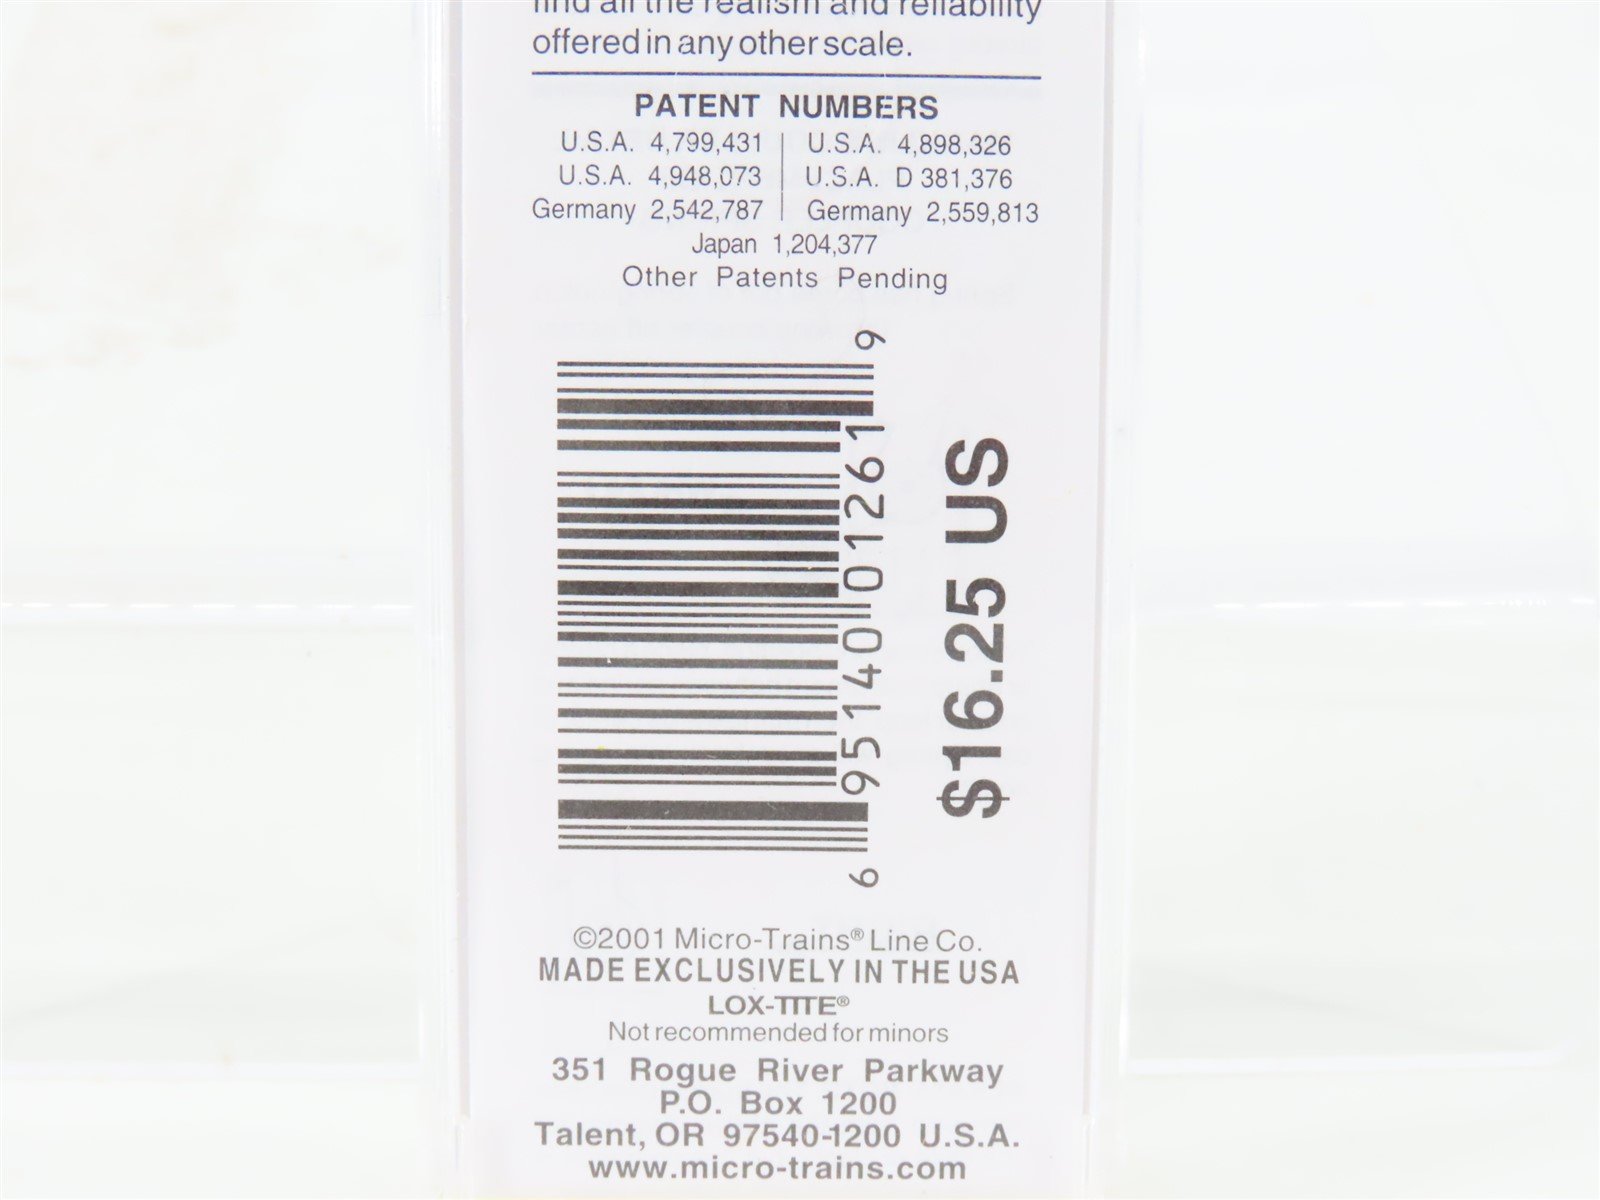 find all the realism and reliability
offered in any other scale.
PATENT NUMBERS
U.S.A. 4,799,431 | U.S.A. 4,898,326
U.S.A. 4,948,073 | U.S.A. D 381,376
Germany 2,542,787 | Germany 2,559,813
Japan 1,204,377
Other Patents Pending
6 95140 01261 9
$16.25 US
©2001 Micro-Trains® Line Co.
MADE EXCLUSIVELY IN THE USA
LOX-TITE®
Not recommended for minors
351 Rogue River Parkway
P.O. Box 1200
Talent, OR 97540-1200 U.S.A.
www.micro-trains.com